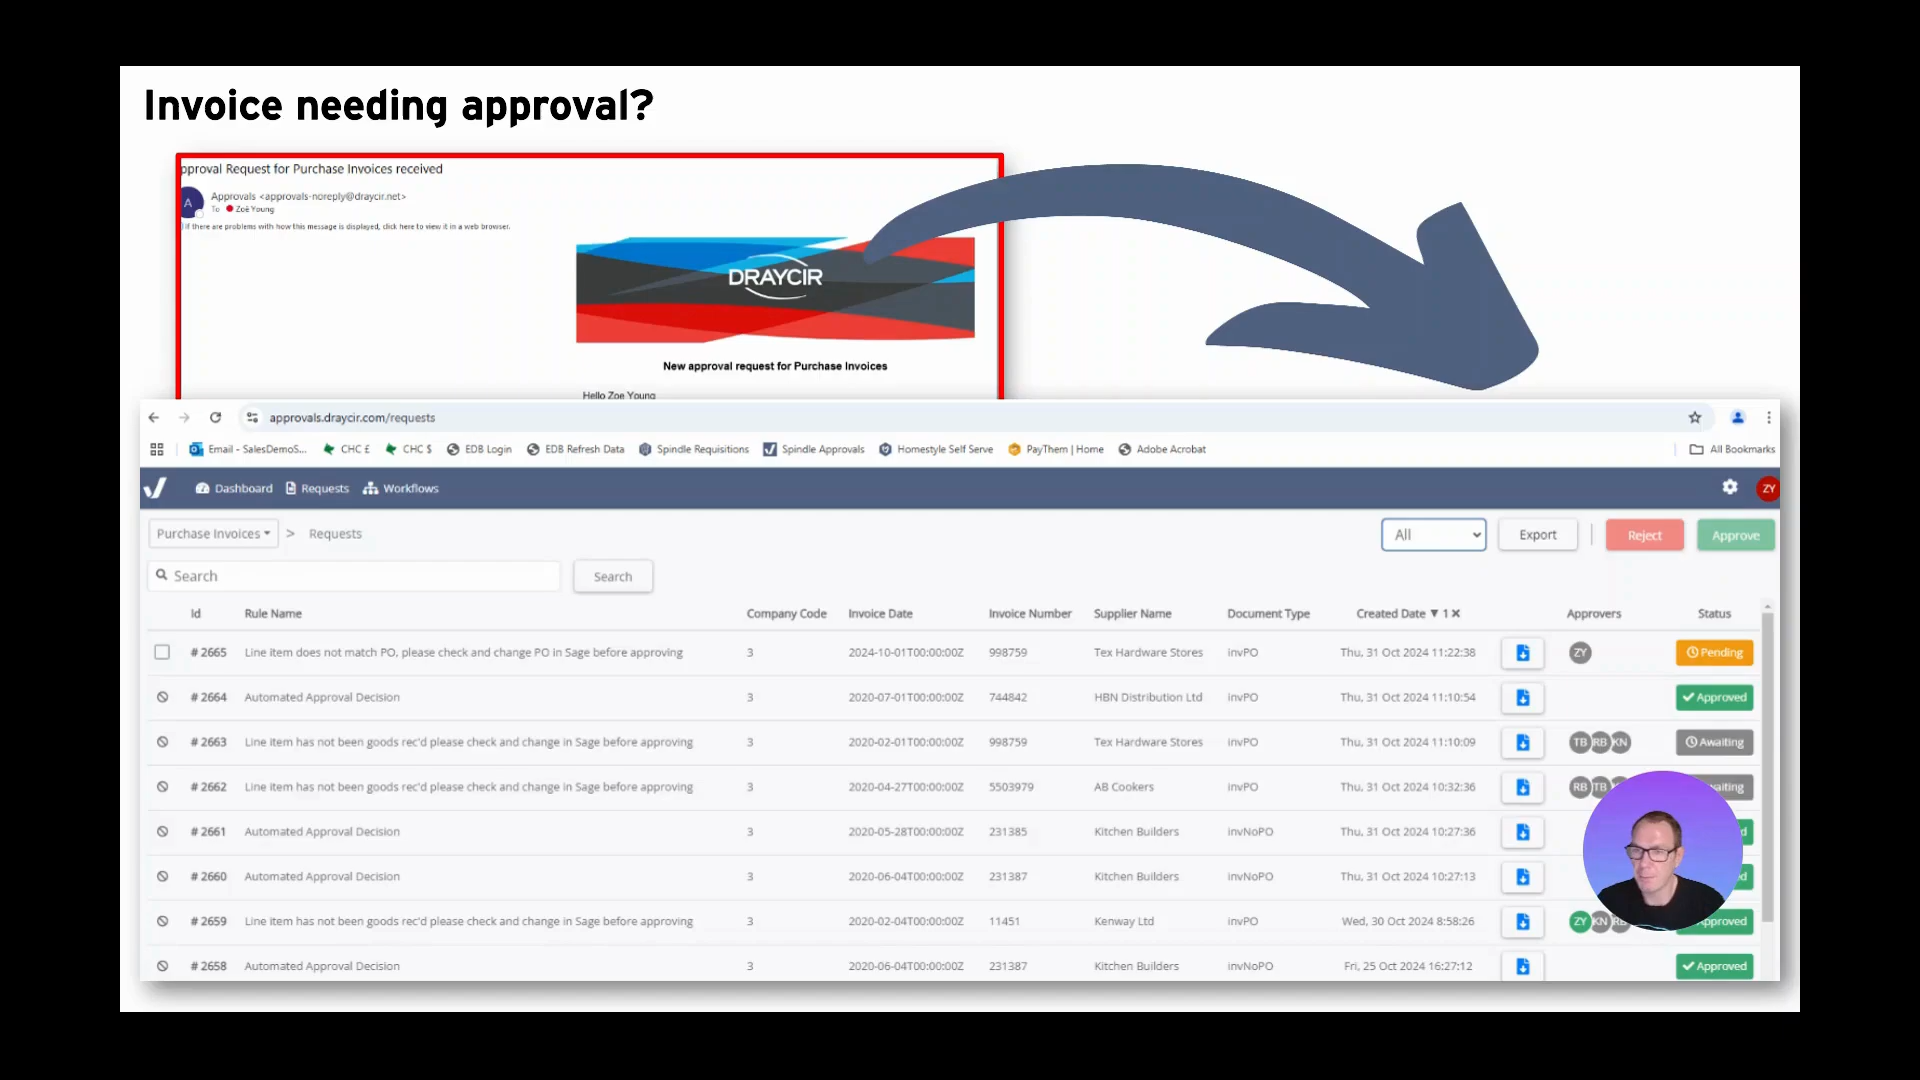 Invoice needing approval?
pproval Request for Purchase Invoices received
A
Approvals <approvals-noreply@draycir.net>
To Zoë Young
If there are problems with how this message is displayed, click here to view it in a web browser.
DRAYCIR
New approval request for Purchase Invoices
Hello Zoe Young
approvals.draycir.com/requests
Email - SalesDemoS... CHC £ CHC $ EDB Login EDB Refresh Data Spindle Requisitions Spindle Approvals Homestyle Self Serve PayThem | Home Adobe Acrobat All Bookmarks
Dashboard Requests Workflows ZY
Purchase Invoices > Requests All Export Reject Approve
Search Search
Id Rule Name Company Code Invoice Date Invoice Number Supplier Name Document Type Created Date ▼ 1 X Approvers Status
# 2665 Line item does not match PO, please check and change PO in Sage before approving 3 2024-10-01T00:00:00Z 998759 Tex Hardware Stores invPO Thu, 31 Oct 2024 11:22:38 ZY Pending
# 2664 Automated Approval Decision 3 2020-07-01T00:00:00Z 744842 HBN Distribution Ltd invPO Thu, 31 Oct 2024 11:10:54 Approved
# 2663 Line item has not been goods rec'd please check and change in Sage before approving 3 2020-02-01T00:00:00Z 998759 Tex Hardware Stores invPO Thu, 31 Oct 2024 11:10:09 TB RB KN Awaiting
# 2662 Line item has not been goods rec'd please check and change in Sage before approving 3 2020-04-27T00:00:00Z 5503979 AB Cookers invPO Thu, 31 Oct 2024 10:32:36 RB TB aiting
# 2661 Automated Approval Decision 3 2020-05-28T00:00:00Z 231385 Kitchen Builders invNoPO Thu, 31 Oct 2024 10:27:36 d
# 2660 Automated Approval Decision 3 2020-06-04T00:00:00Z 231387 Kitchen Builders invNoPO Thu, 31 Oct 2024 10:27:13 d
# 2659 Line item has not been goods rec'd please check and change in Sage before approving 3 2020-02-04T00:00:00Z 11451 Kenway Ltd invPO Wed, 30 Oct 2024 8:58:26 ZY KN pproved
# 2658 Automated Approval Decision 3 2020-06-04T00:00:00Z 231387 Kitchen Builders invNoPO Fri, 25 Oct 2024 16:27:12 Approved